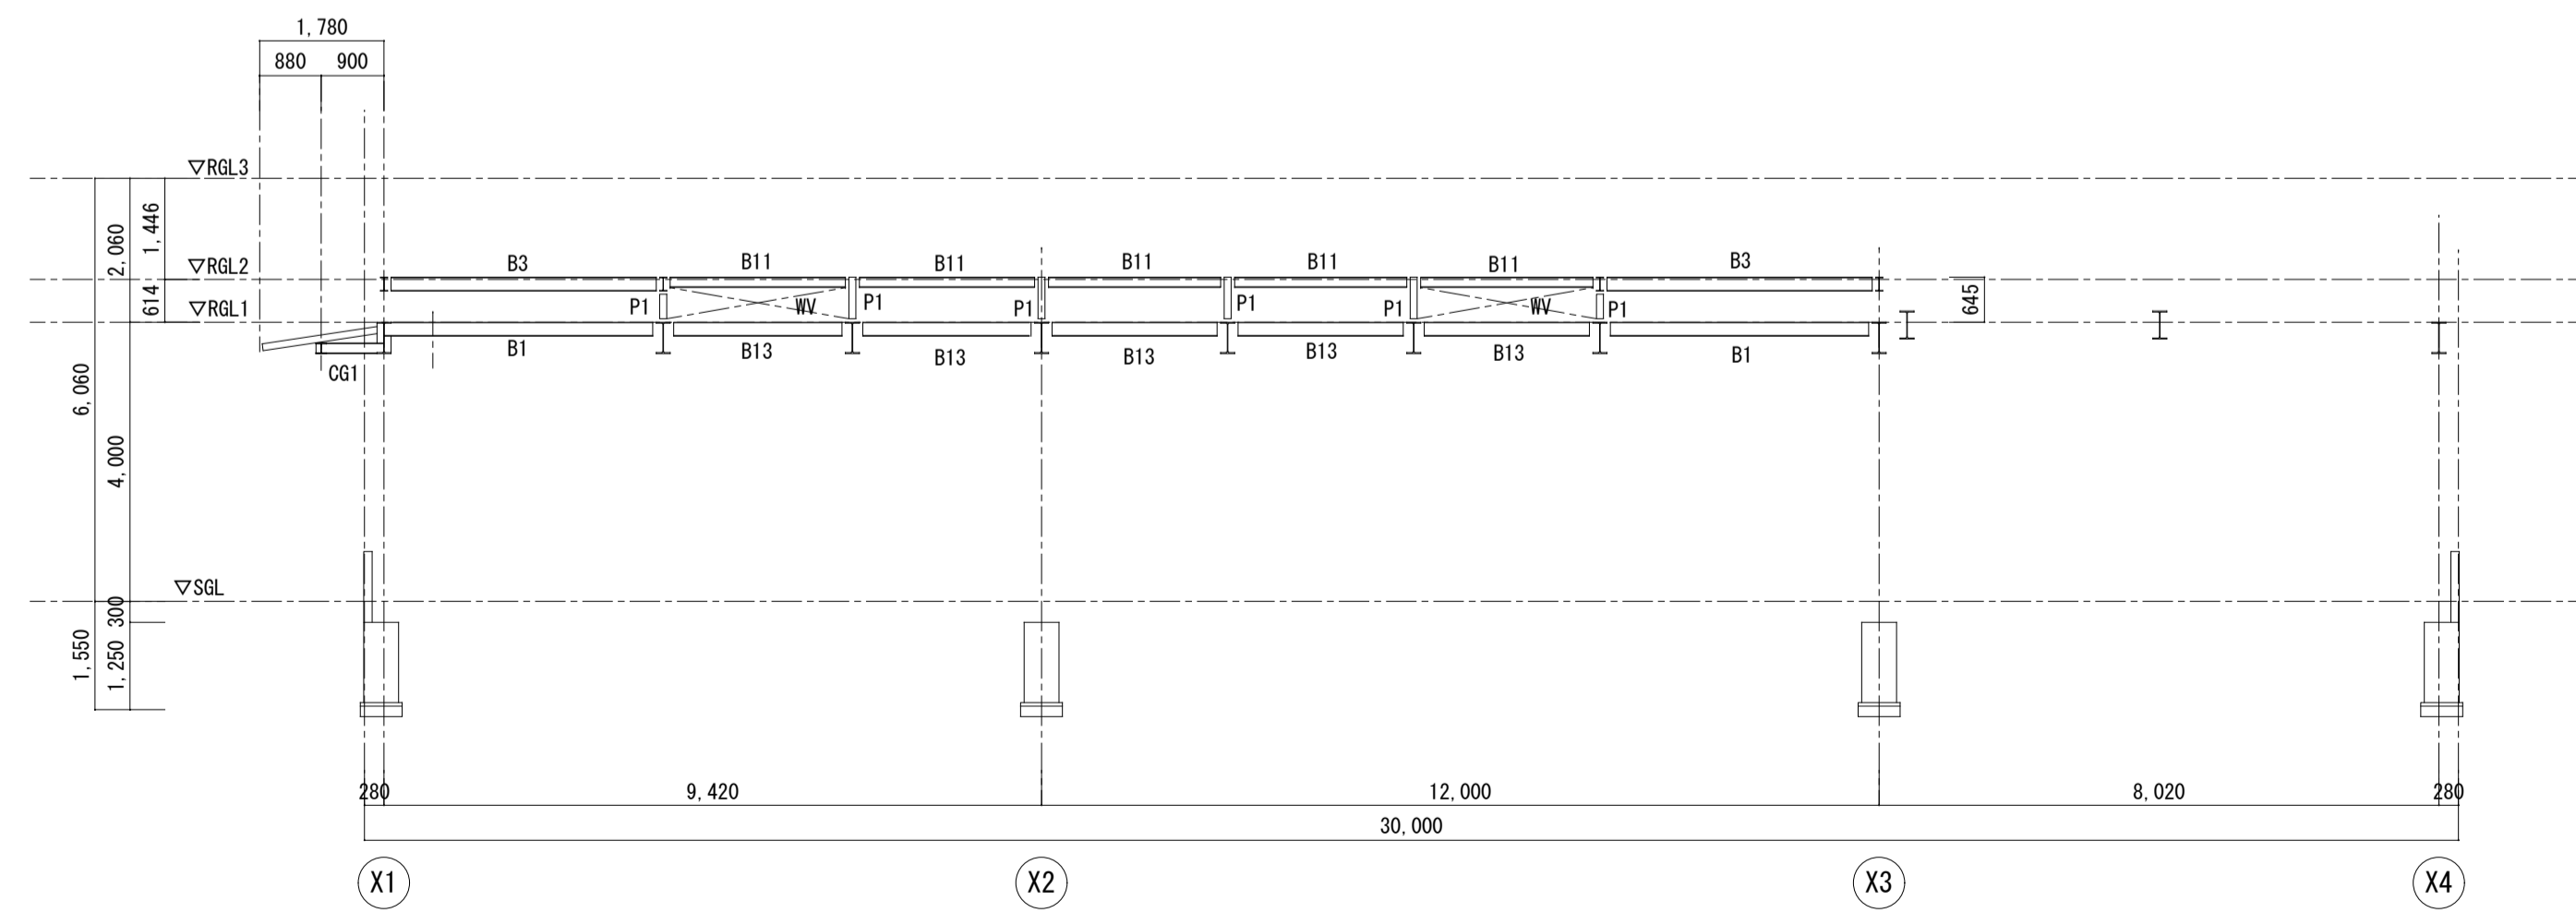 1,780
880 900
▽RGL3
2,060
1,446
▽RGL2
614
▽RGL1
B3 B11 B11 B11 B11 B11 B3
P1 WV P1 P1 P1 P1 WV P1
645
B1 B13 B13 B13 B13 B13 B1
CG1
6,060
4,000
▽SGL
300
1,550
1,250
280 9,420 12,000 8,020 280
30,000
X1 X2 X3 X4